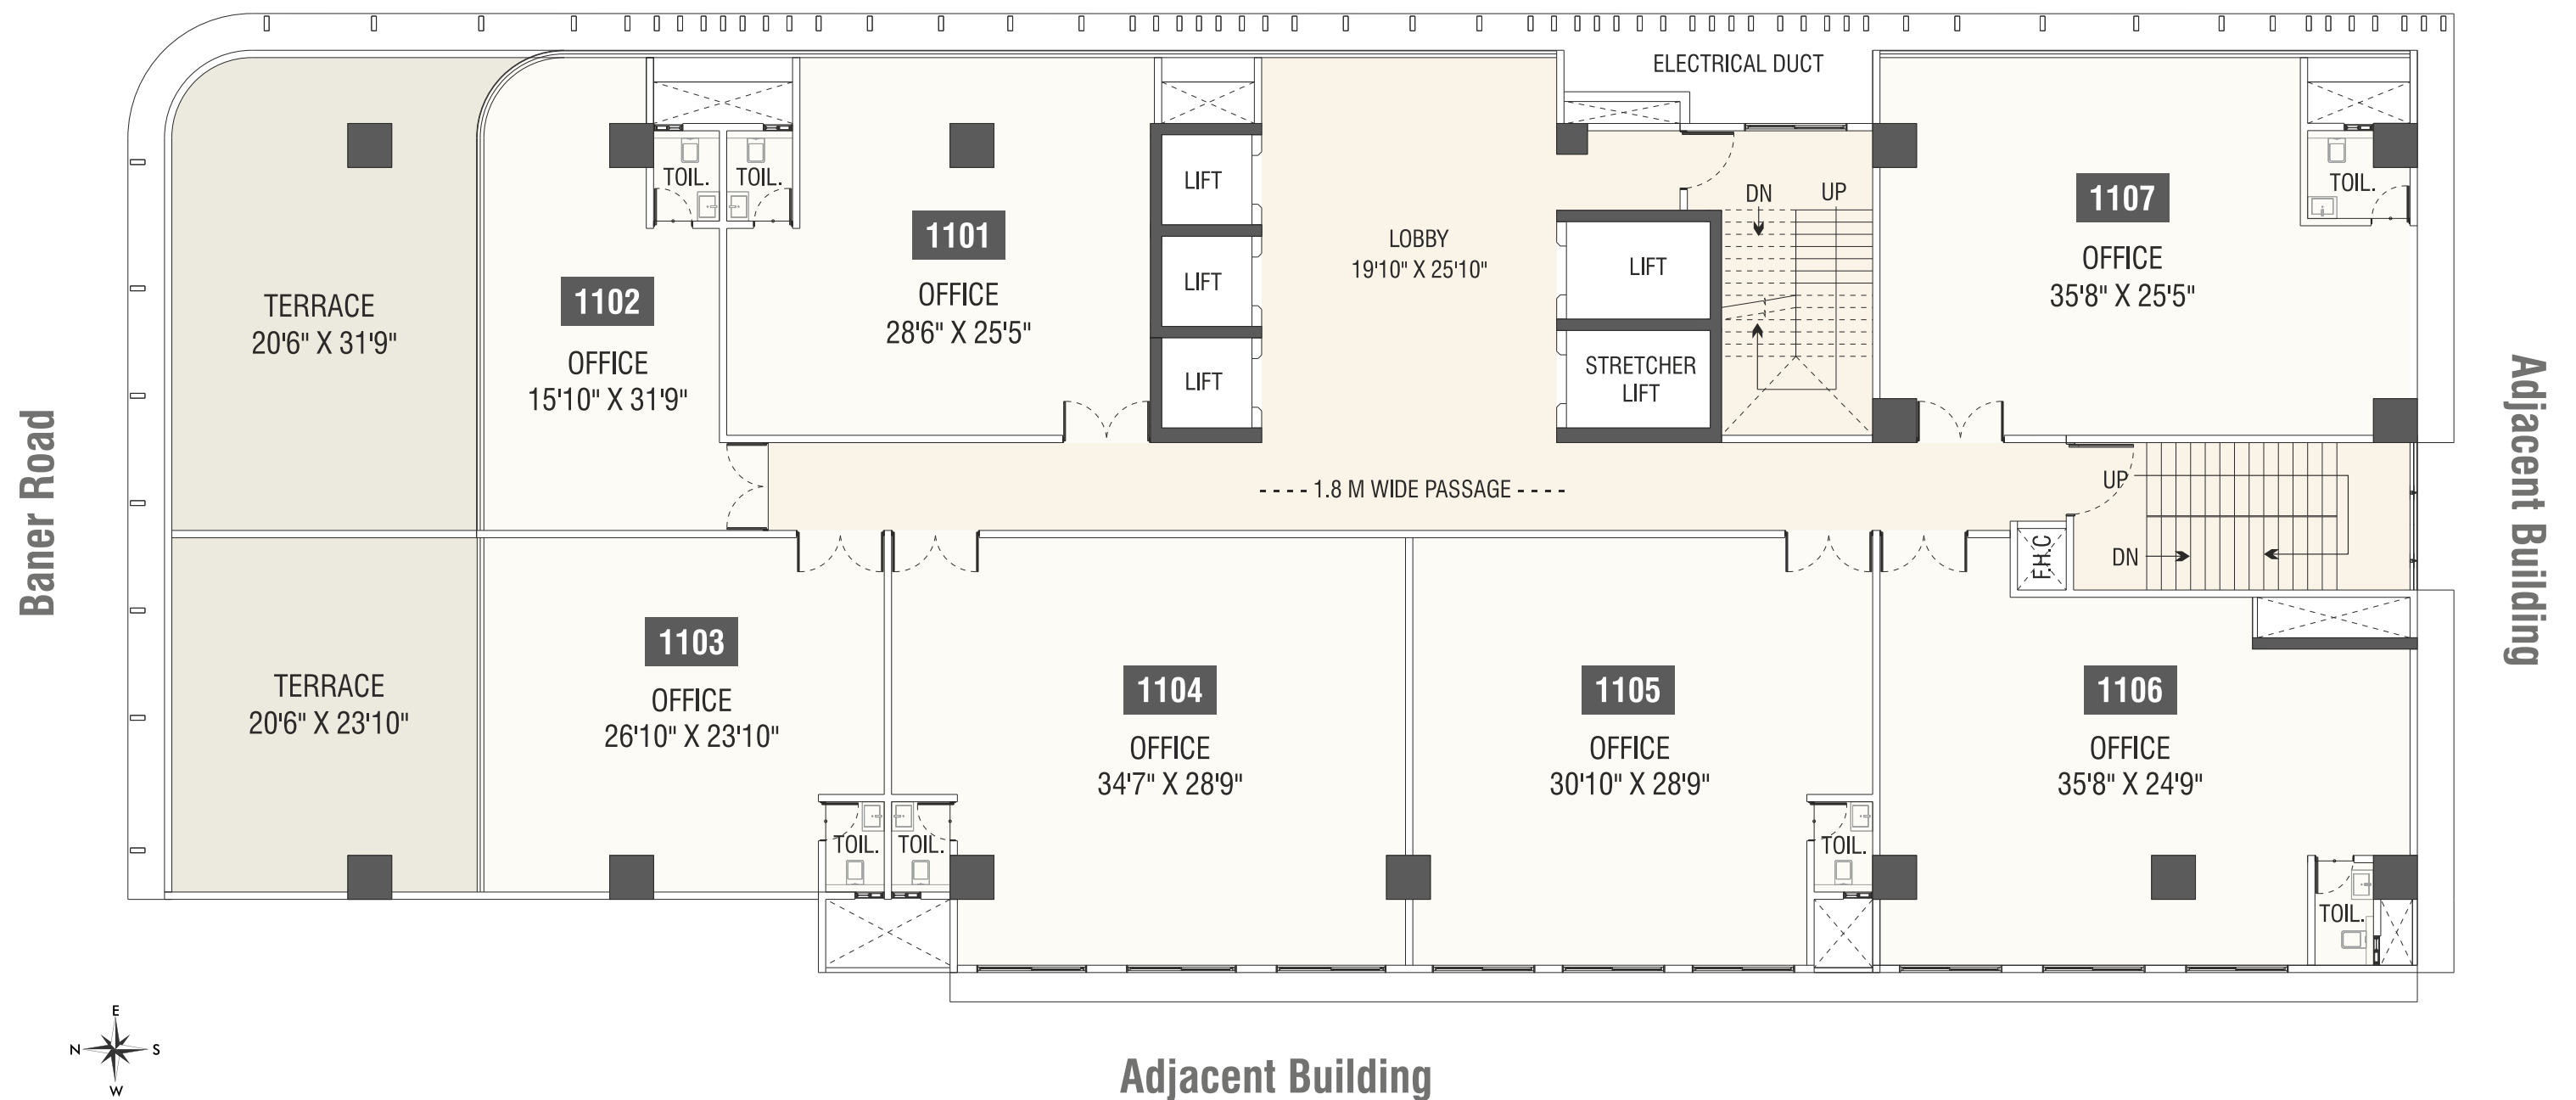 ELECTRICAL DUCT
TOIL.
TOIL.
LIFT
DN
UP
TOIL.
1107
OFFICE
35'8" X 25'5"
1101
OFFICE
28'6" X 25'5"
LOBBY
19'10" X 25'10"
LIFT
LIFT
TERRACE
20'6" X 31'9"
1102
OFFICE
15'10" X 31'9"
LIFT
STRETCHER
LIFT
Baner Road
Adjacent Building
1.8 M WIDE PASSAGE
UP
DN
F.H.C
TERRACE
20'6" X 23'10"
1103
OFFICE
26'10" X 23'10"
1104
OFFICE
34'7" X 28'9"
1105
OFFICE
30'10" X 28'9"
1106
OFFICE
35'8" X 24'9"
TOIL.
TOIL.
TOIL.
TOIL.
E
N
S
W
Adjacent Building